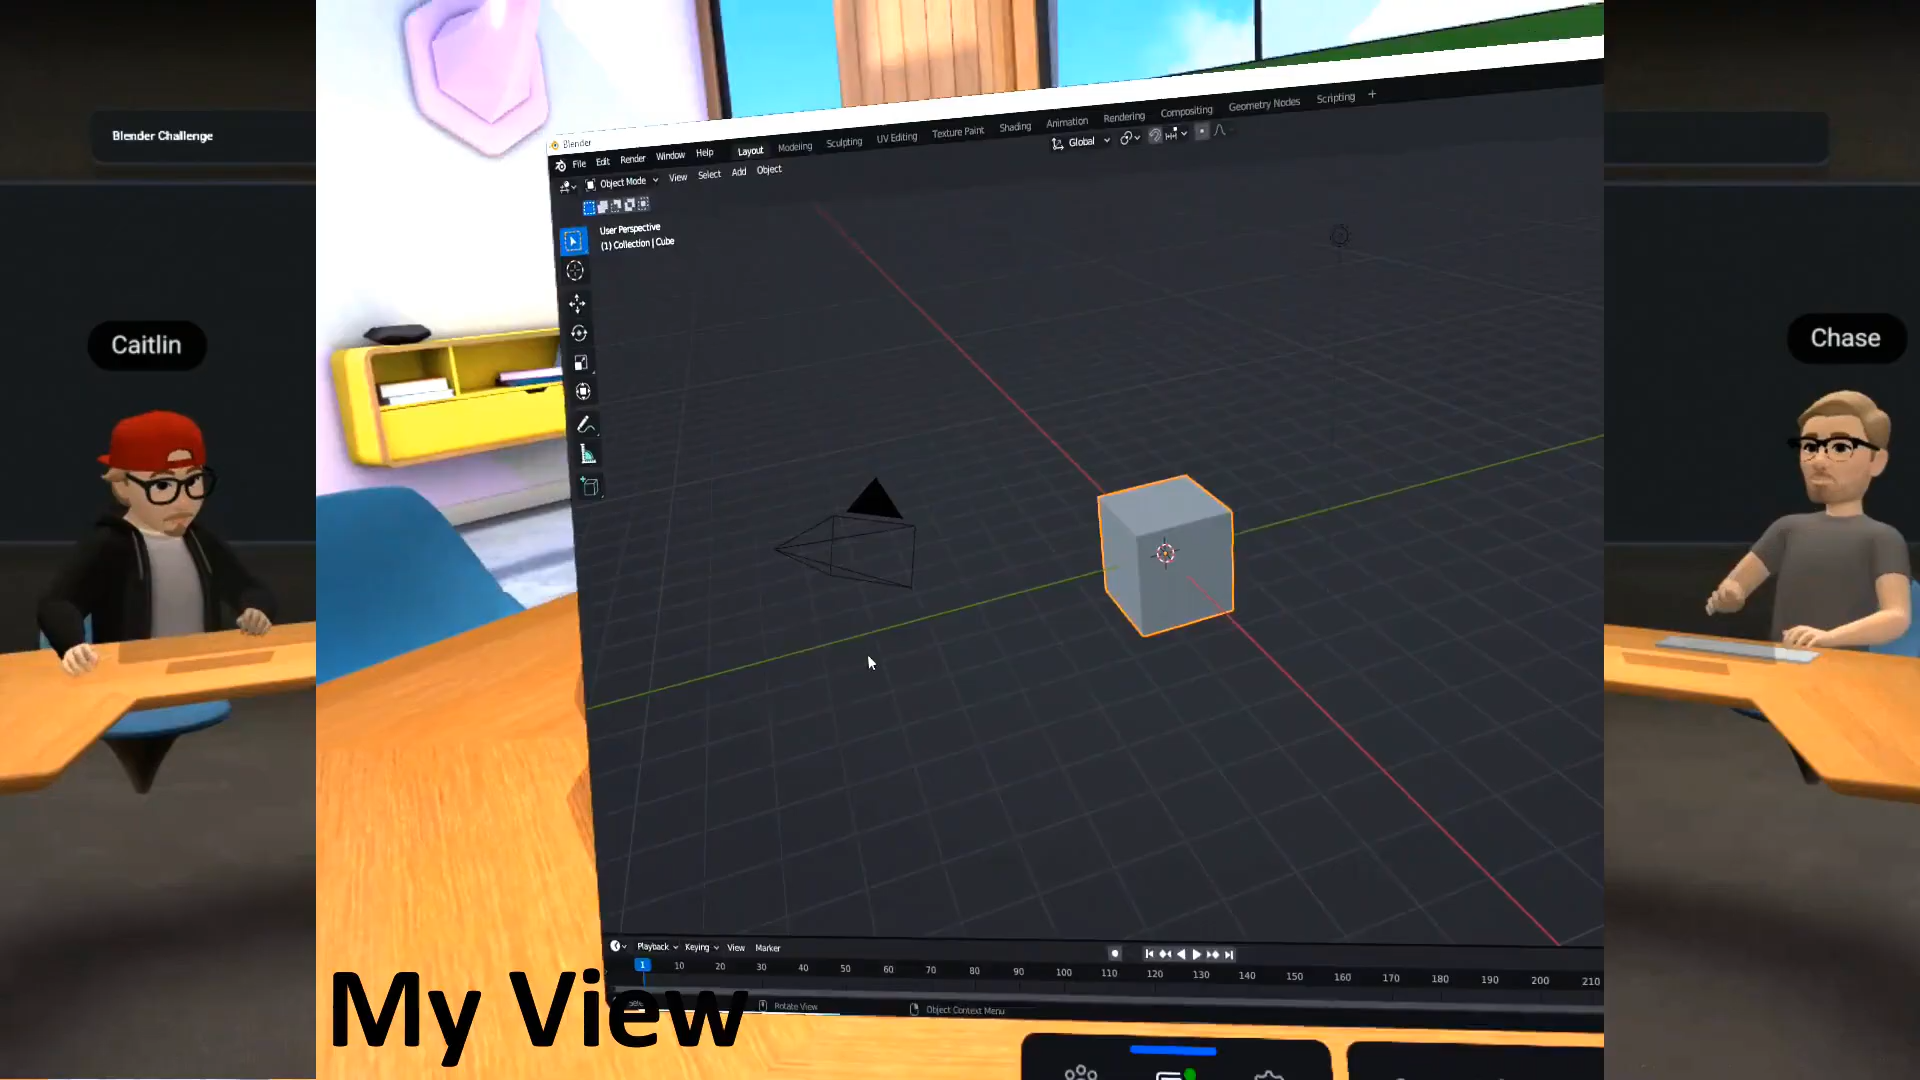 Blender Challenge
Caitlin
Chase
Blender
File Edit Render Window Help Layout Modeling Sculpting UV Editing Texture Paint Shading Animation Rendering Compositing Geometry Nodes Scripting +
Object Mode View Select Add Object Global
User Perspective
(1) Collection | Cube
Playback Keying View Marker
1 10 20 30 40 50 60 70 80 90 100 110 120 130 140 150 160 170 180 190 200 210
Rotate View Object Context Menu
My View